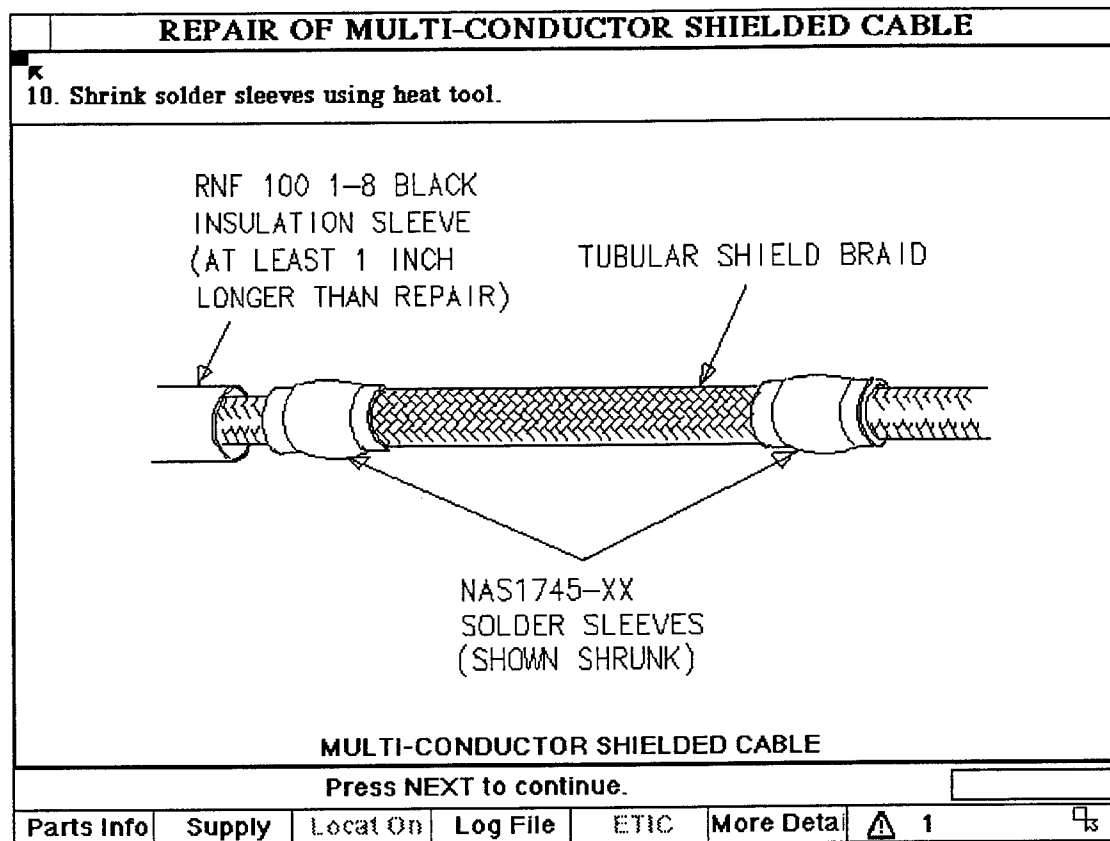 REPAIR OF MULTI-CONDUCTOR SHIELDED CABLE
10. Shrink solder sleeves using heat tool.
RNF 100 1-8 BLACK
INSULATION SLEEVE
(AT LEAST 1 INCH
LONGER THAN REPAIR)
TUBULAR SHIELD BRAID
NAS1745-XX
SOLDER SLEEVES
(SHOWN SHRUNK)
MULTI-CONDUCTOR SHIELDED CABLE
Press NEXT to continue.
Parts Info Supply Locat On Log File ETIC More Detai 1